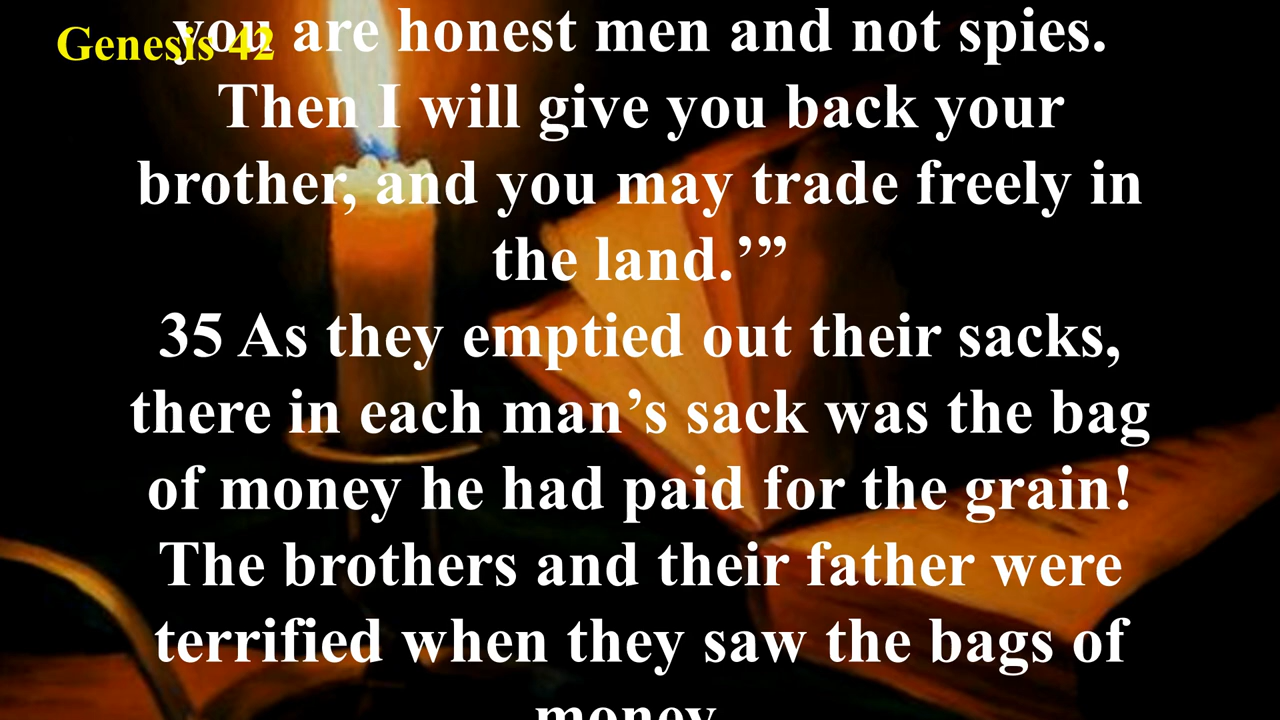 Genesis 42
you are honest men and not spies.
Then I will give you back your
brother, and you may trade freely in
the land.’”
35 As they emptied out their sacks,
there in each man’s sack was the bag
of money he had paid for the grain!
The brothers and their father were
terrified when they saw the bags of
money